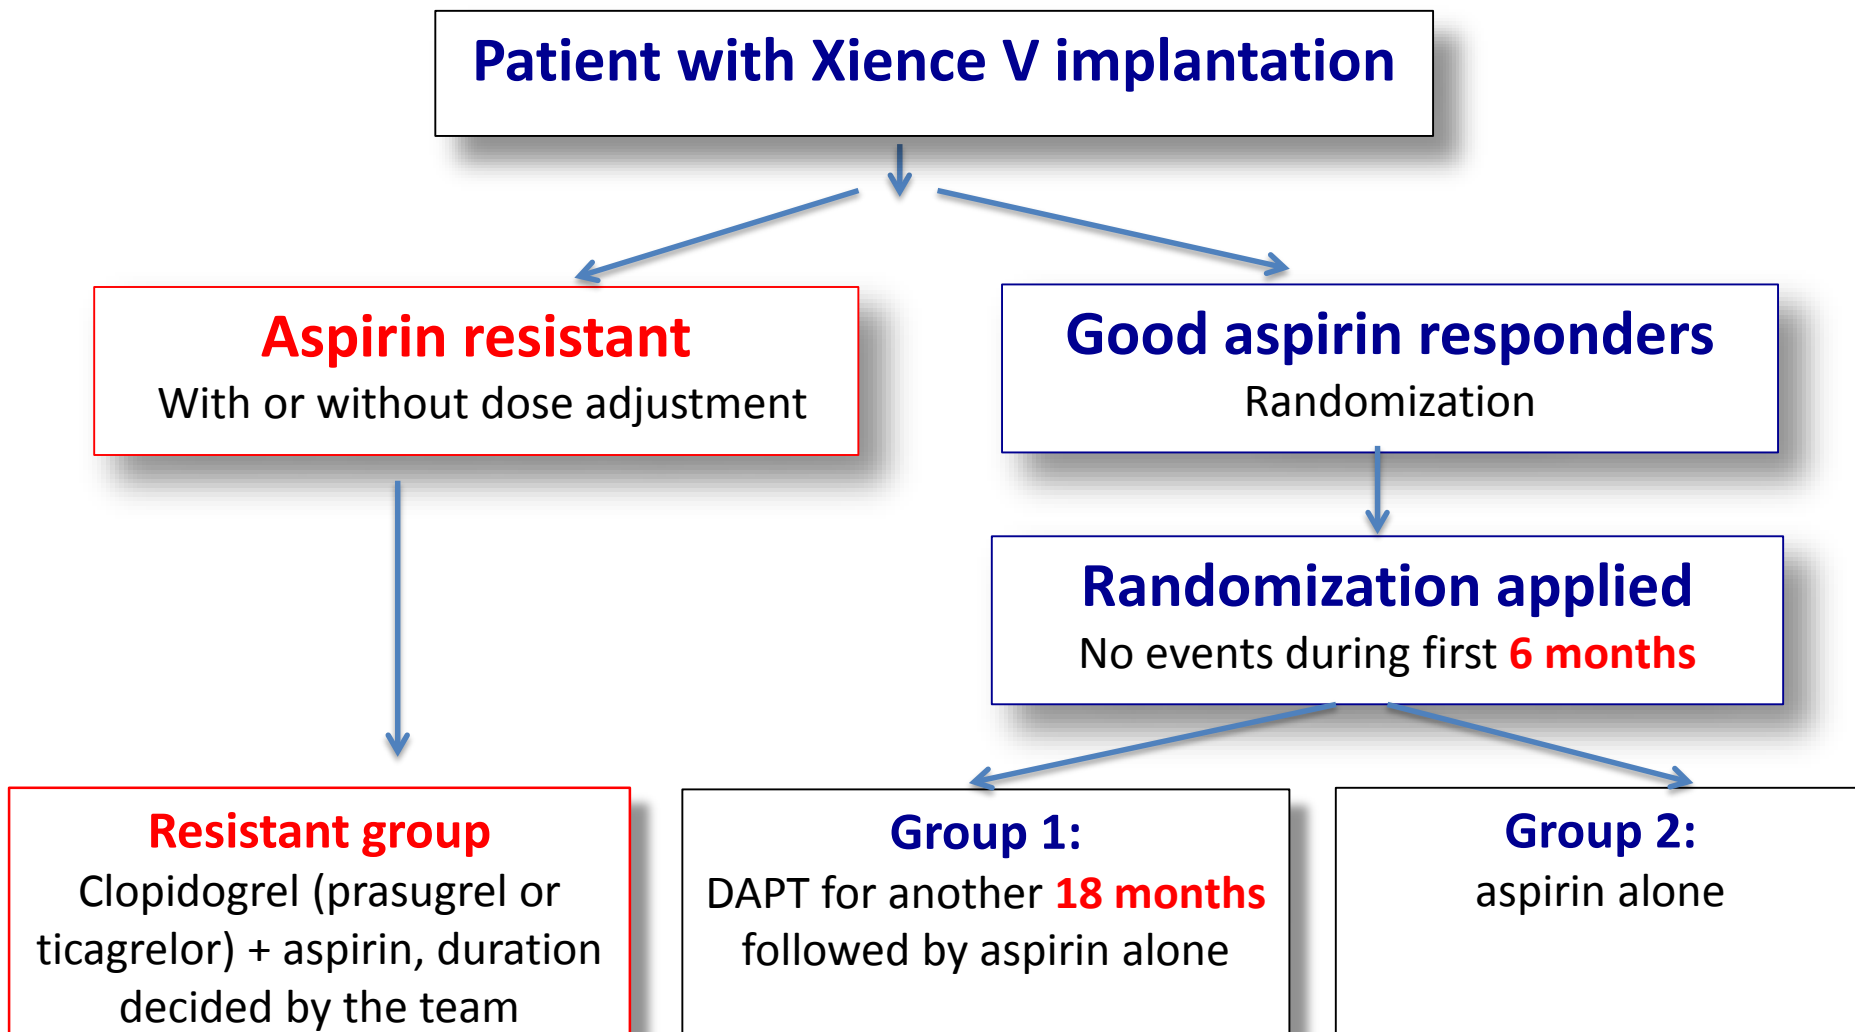 Patient with Xience V implantation
Aspirin resistant
With or without dose adjustment
Good aspirin responders
Randomization
Randomization applied
No events during first 6 months
Resistant group
Clopidogrel (prasugrel or
ticagrelor) + aspirin, duration
decided by the team
Group 1:
DAPT for another 18 months
followed by aspirin alone
Group 2:
aspirin alone